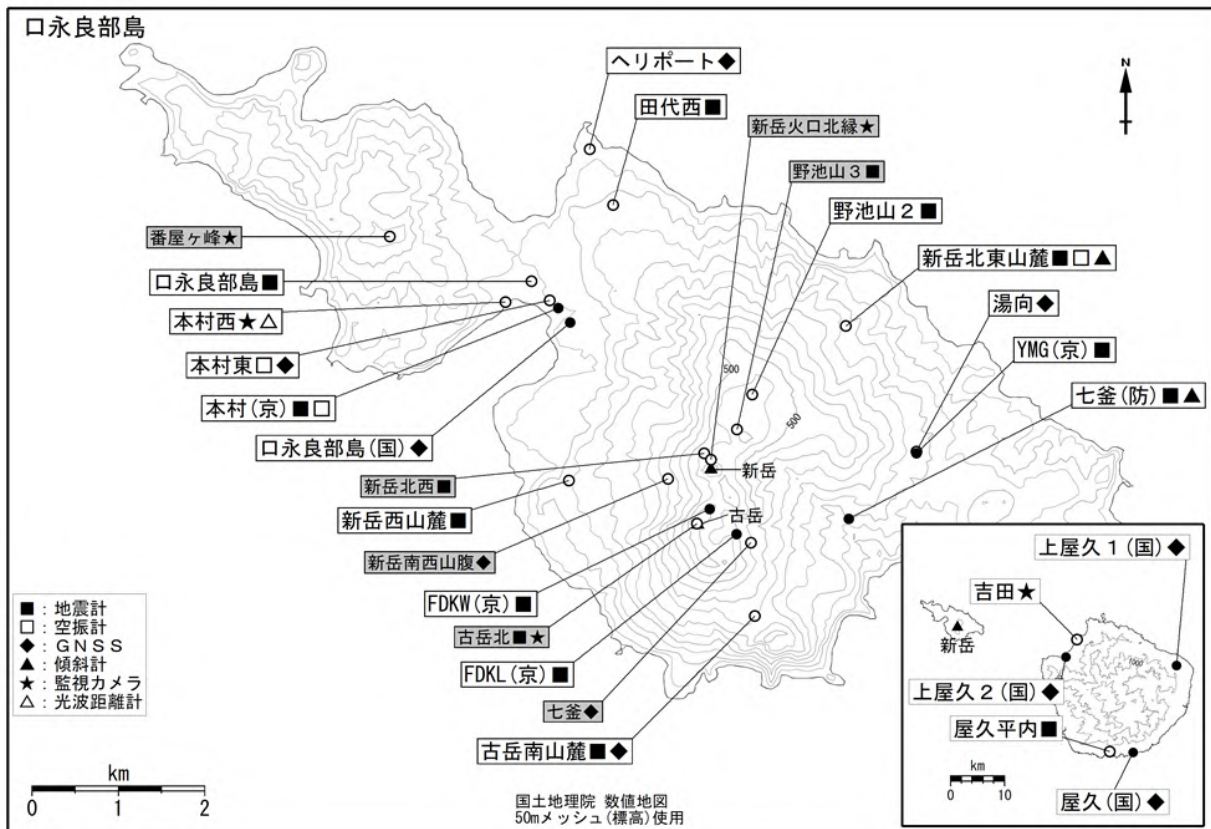 口永良部島
ヘリポート◆
N
田代西■
新岳火口北縁★
野池山3■
野池山2■
番屋ヶ峰★
新岳北東山麓■□▲
口永良部島■
湯向◆
本村西★△
YMG(京)■
本村東□◆
七釜(防)■▲
500
本村(京)■□
500
口永良部島(国)◆
新岳
新岳北西■
新岳西山麓■
古岳
新岳南西山腹◆
上屋久1(国)◆
吉田★
FDKW(京)■
■：地震計
□：空振計
◆：GNSS
▲：傾斜計
★：監視カメラ
△：光波距離計
古岳北■★
新岳
1000
FDKL(京)■
上屋久2(国)◆
七釜◆
屋久平内■
古岳南山麓■◆
km
0 1 2
km
0 10
屋久(国)◆
国土地理院 数値地図
50mメッシュ(標高)使用